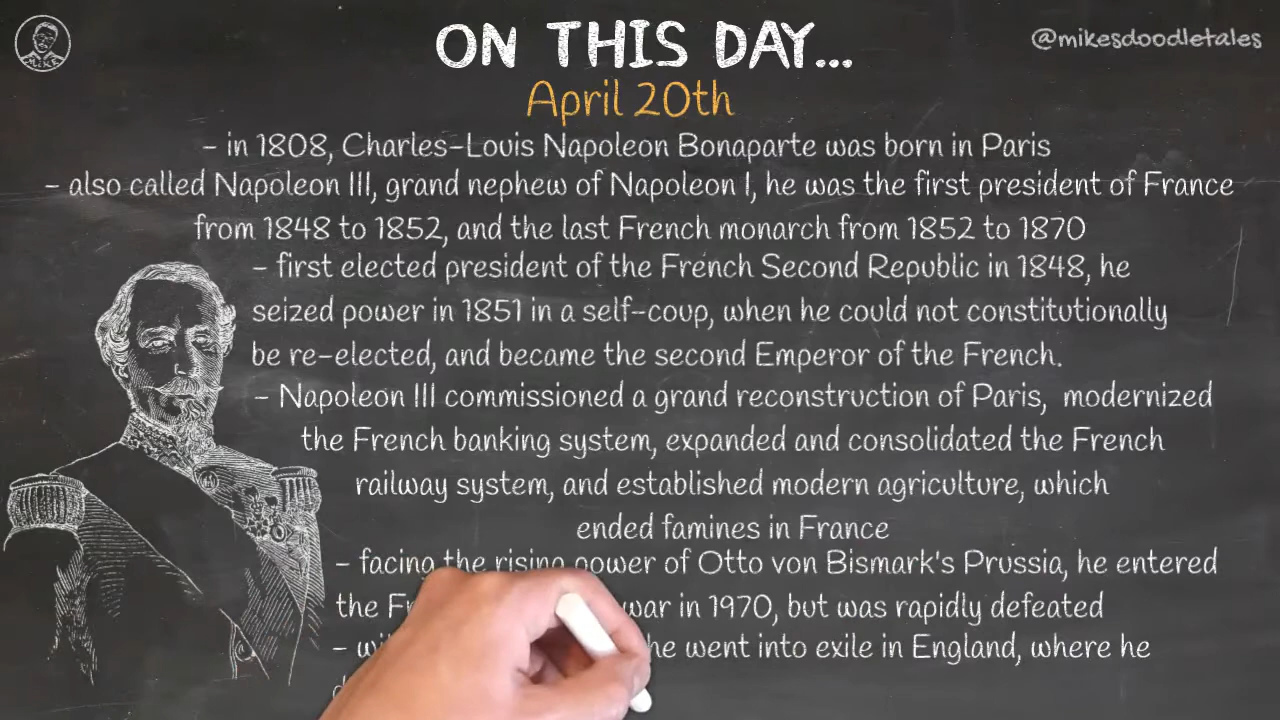 ON THIS DAY...
@mikesdoodletales
MIKE
April 20th
- in 1808, Charles-Louis Napoleon Bonaparte was born in Paris
- also called Napoleon III, grand nephew of Napoleon I, he was the first president of France
from 1848 to 1852, and the last French monarch from 1852 to 1870
- first elected president of the French Second Republic in 1848, he
seized power in 1851 in a self-coup, when he could not constitutionally
be re-elected, and became the second Emperor of the French.
- Napoleon III commissioned a grand reconstruction of Paris, modernized
the French banking system, expanded and consolidated the French
railway system, and established modern agriculture, which
ended famines in France
- facing the rising power of Otto von Bismark's Prussia, he entered
the war in 1970, but was rapidly defeated
- he went into exile in England, where he